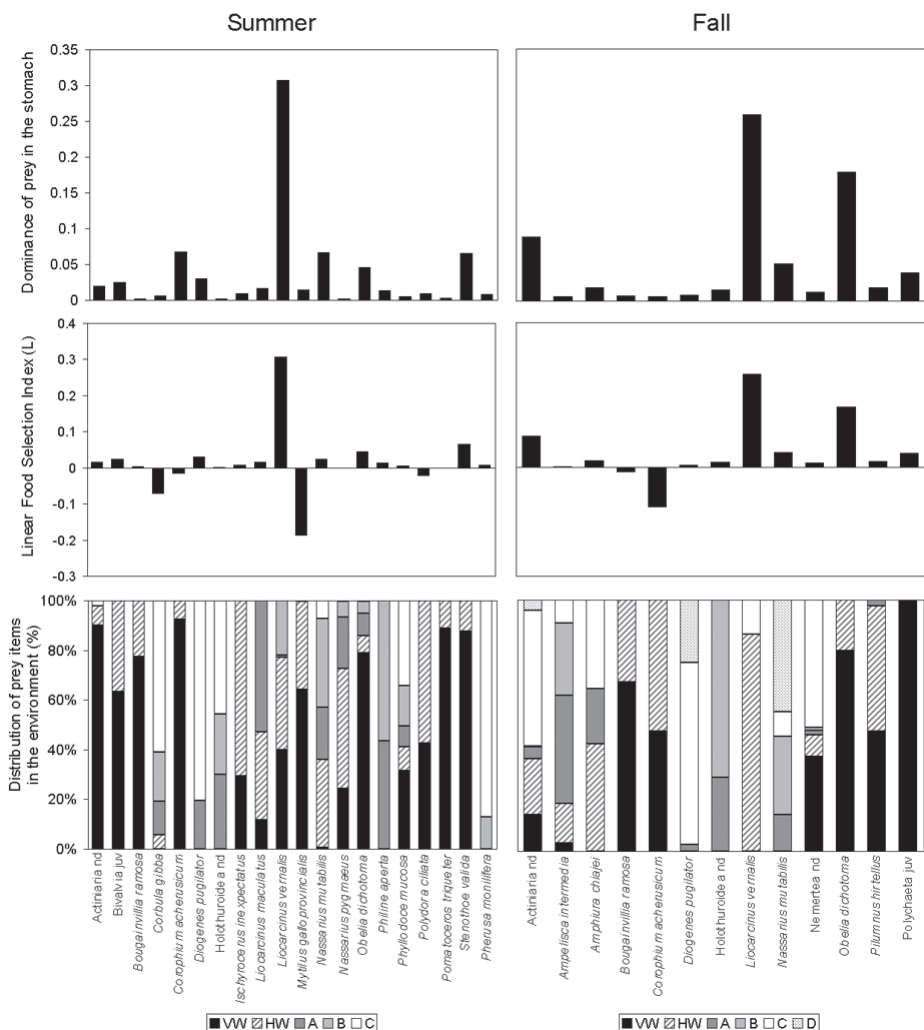 Summer
Fall
Dominance of prey in the stomach
0.35
0.3
0.25
0.2
0.15
0.1
0.05
0
Linear Food Selection Index (L)
0.4
0.3
0.2
0.1
0
-0.1
-0.2
-0.3
Distribution of prey items
in the environment (%)
100%
80%
60%
40%
20%
0%
Actiniaria nd
Bivalvia juv
Bougainvillia ramosa
Corbula gibba
Corophium acherusicum
Diogenes pugilator
Holothuroidea nd
Ischyrocerus inexpectatus
Liocarcinus maculatus
Liocarcinus vernalis
Mytilus galloprovincialis
Nassarius mutabilis
Nassarius pygmaeus
Obelia dichotoma
Philine aperta
Phyllodoce mucosa
Polydora ciliata
Pomatoceros triqueter
Stenothoe valida
Pherusa monilifera
Actiniaria nd
Ampelisca intermedia
Amphiura chiajei
Bougainvillia ramosa
Corophium acherusicum
Diogenes pugilator
Holothuroidea nd
Liocarcinus vernalis
Nassarius mutabilis
Nemertea nd
Obelia dichotoma
Pilumnus hirtellus
Polychaeta juv
VW HW A B C
VW HW A B C D